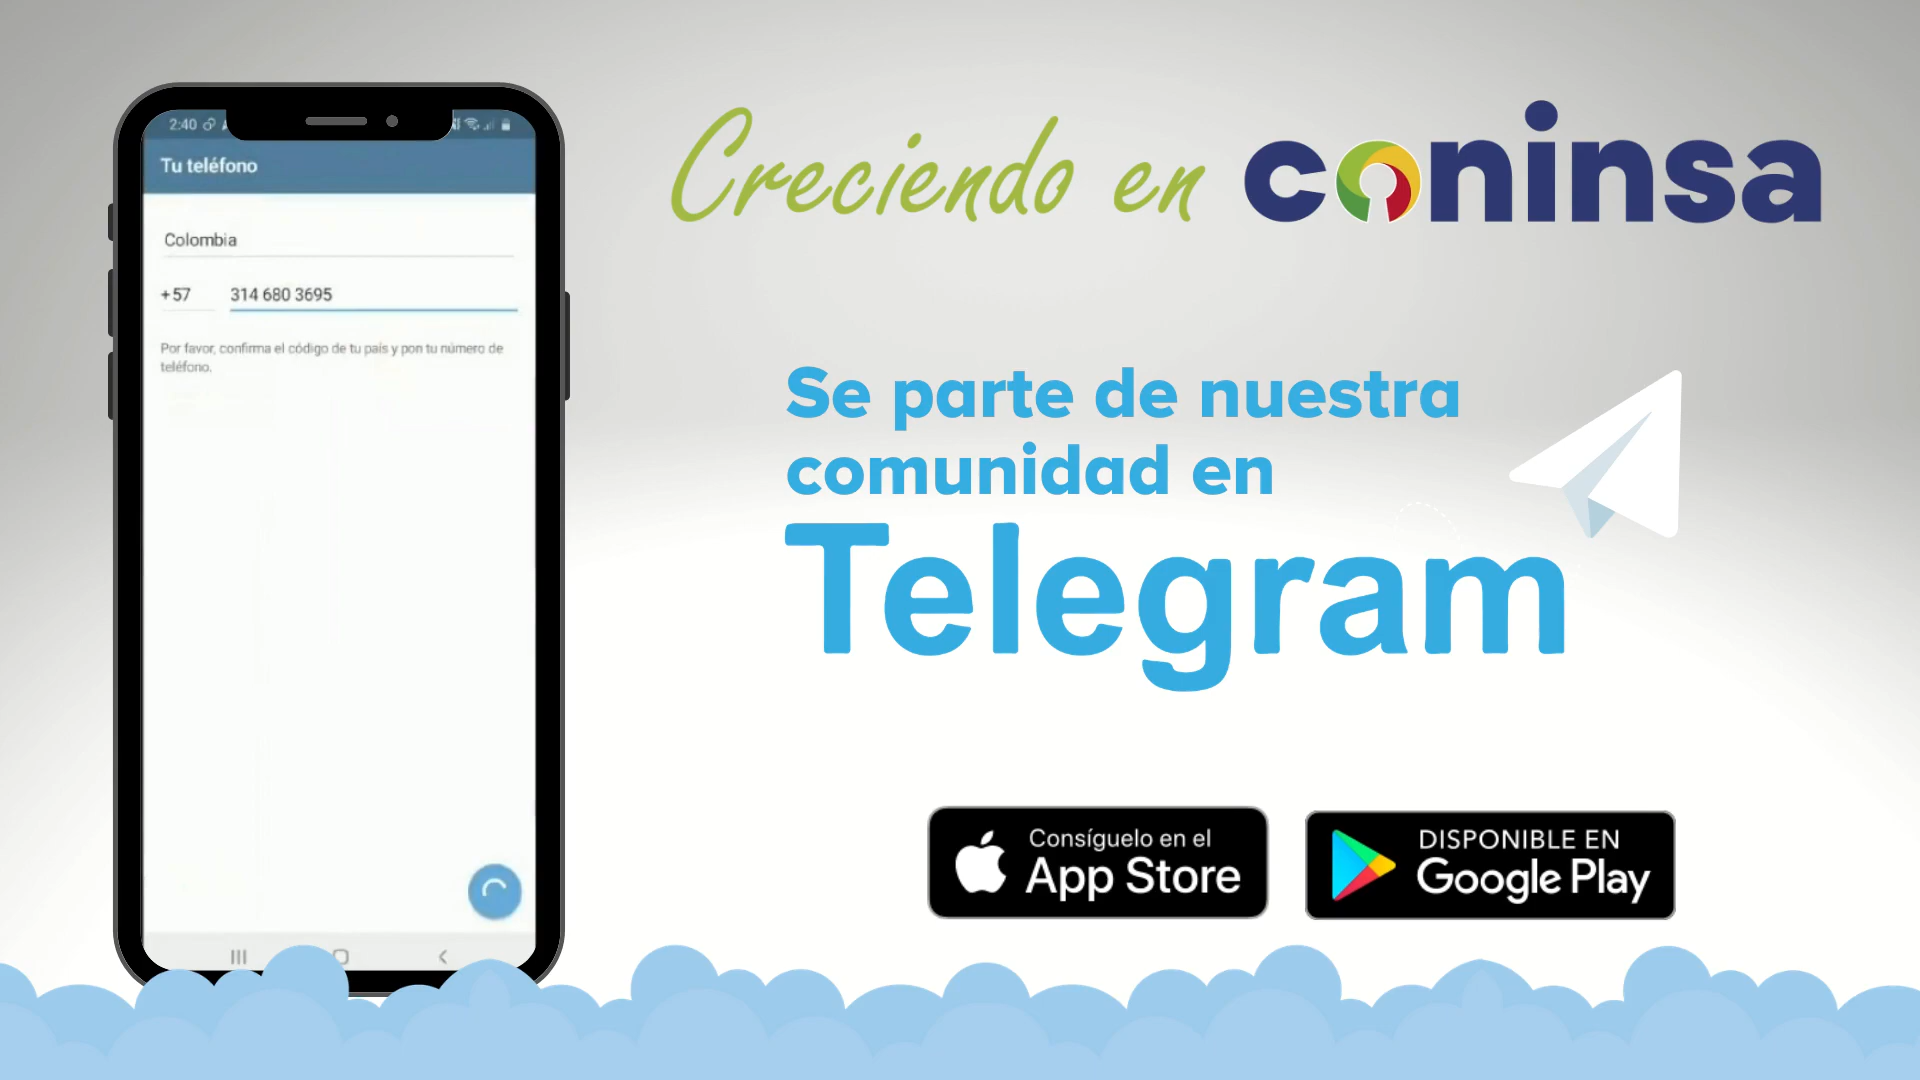 2:40
Tu teléfono
Colombia
+57 314 680 3695
Por favor, confirma el código de tu país y pon tu número de
teléfono.
Creciendo en coninsa
Se parte de nuestra
comunidad en
Telegram
Consíguelo en el
App Store
DISPONIBLE EN
Google Play